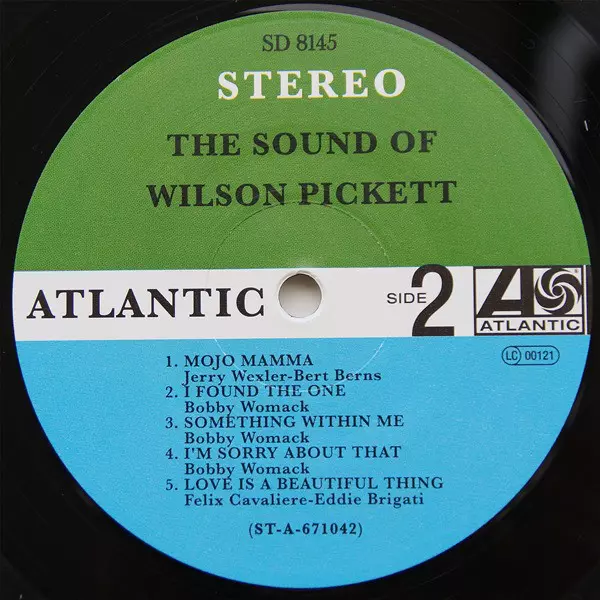 SD 8145
STEREO
THE SOUND OF
WILSON PICKETT
ATLANTIC
SIDE 2
ATLANTIC
LC 00121
1. MOJO MAMMA
Jerry Wexler-Bert Berns
2. I FOUND THE ONE
Bobby Womack
3. SOMETHING WITHIN ME
Bobby Womack
4. I'M SORRY ABOUT THAT
Bobby Womack
5. LOVE IS A BEAUTIFUL THING
Felix Cavaliere-Eddie Brigati
(ST-A-671042)